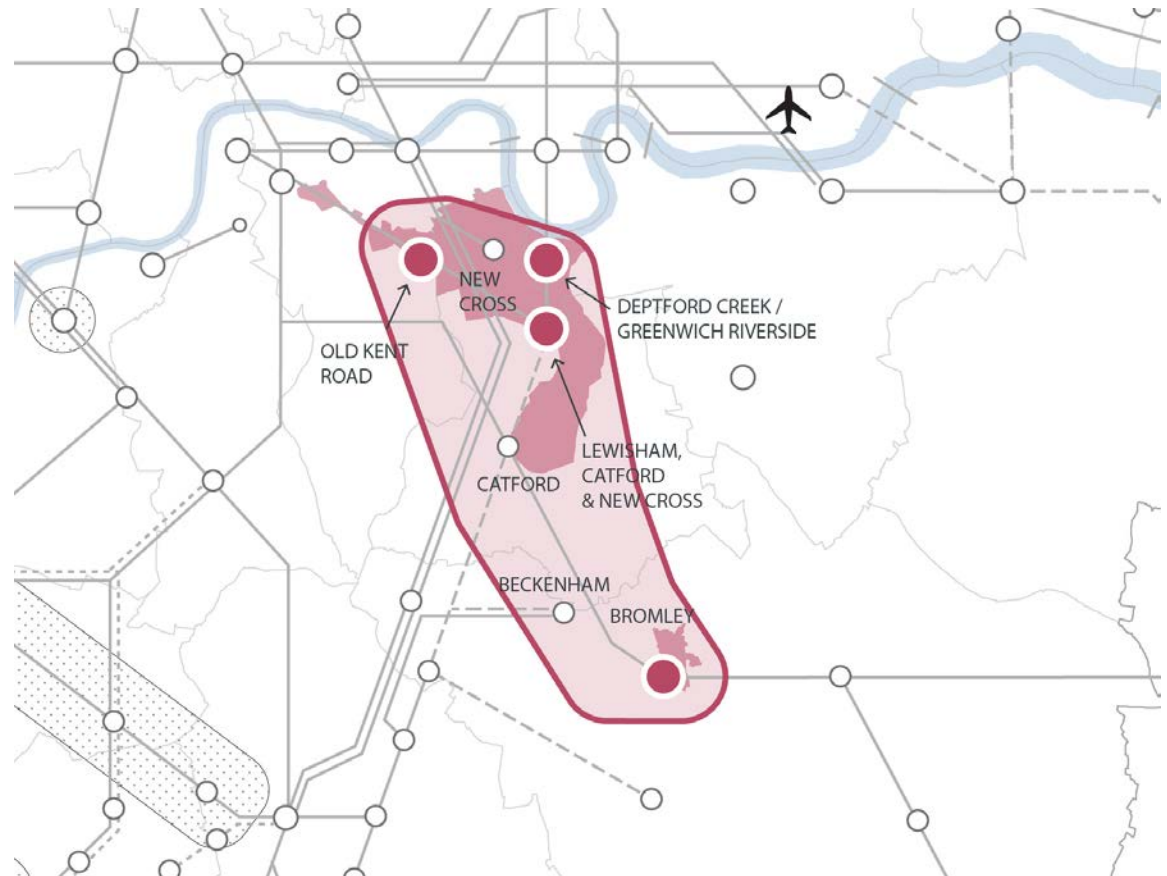 NEW
CROSS
DEPTFORD CREEK /
GREENWICH RIVERSIDE
OLD KENT
ROAD
LEWISHAM,
CATFORD
& NEW CROSS
CATFORD
BECKENHAM
BROMLEY